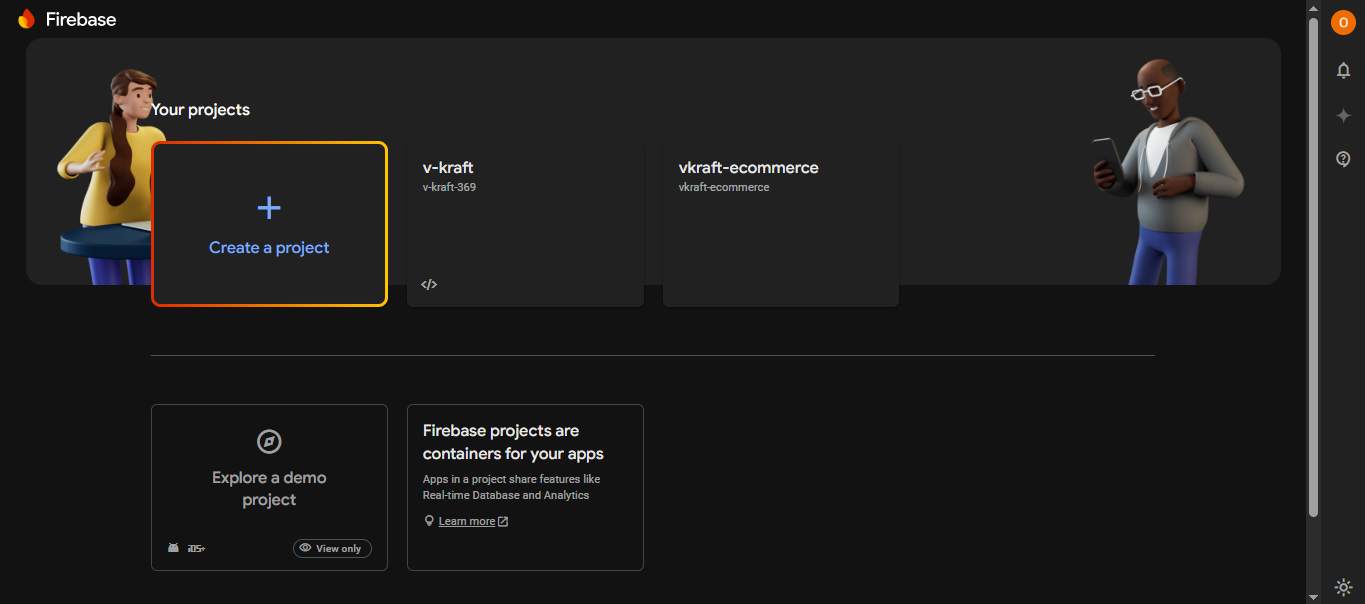 Firebase
O
Your projects
Create a project
v-kraft
v-kraft-369
</>
vkraft-ecommerce
vkraft-ecommerce
Explore a demo
project
iOS+
View only
Firebase projects are
containers for your apps
Apps in a project share features like
Real-time Database and Analytics
Learn more